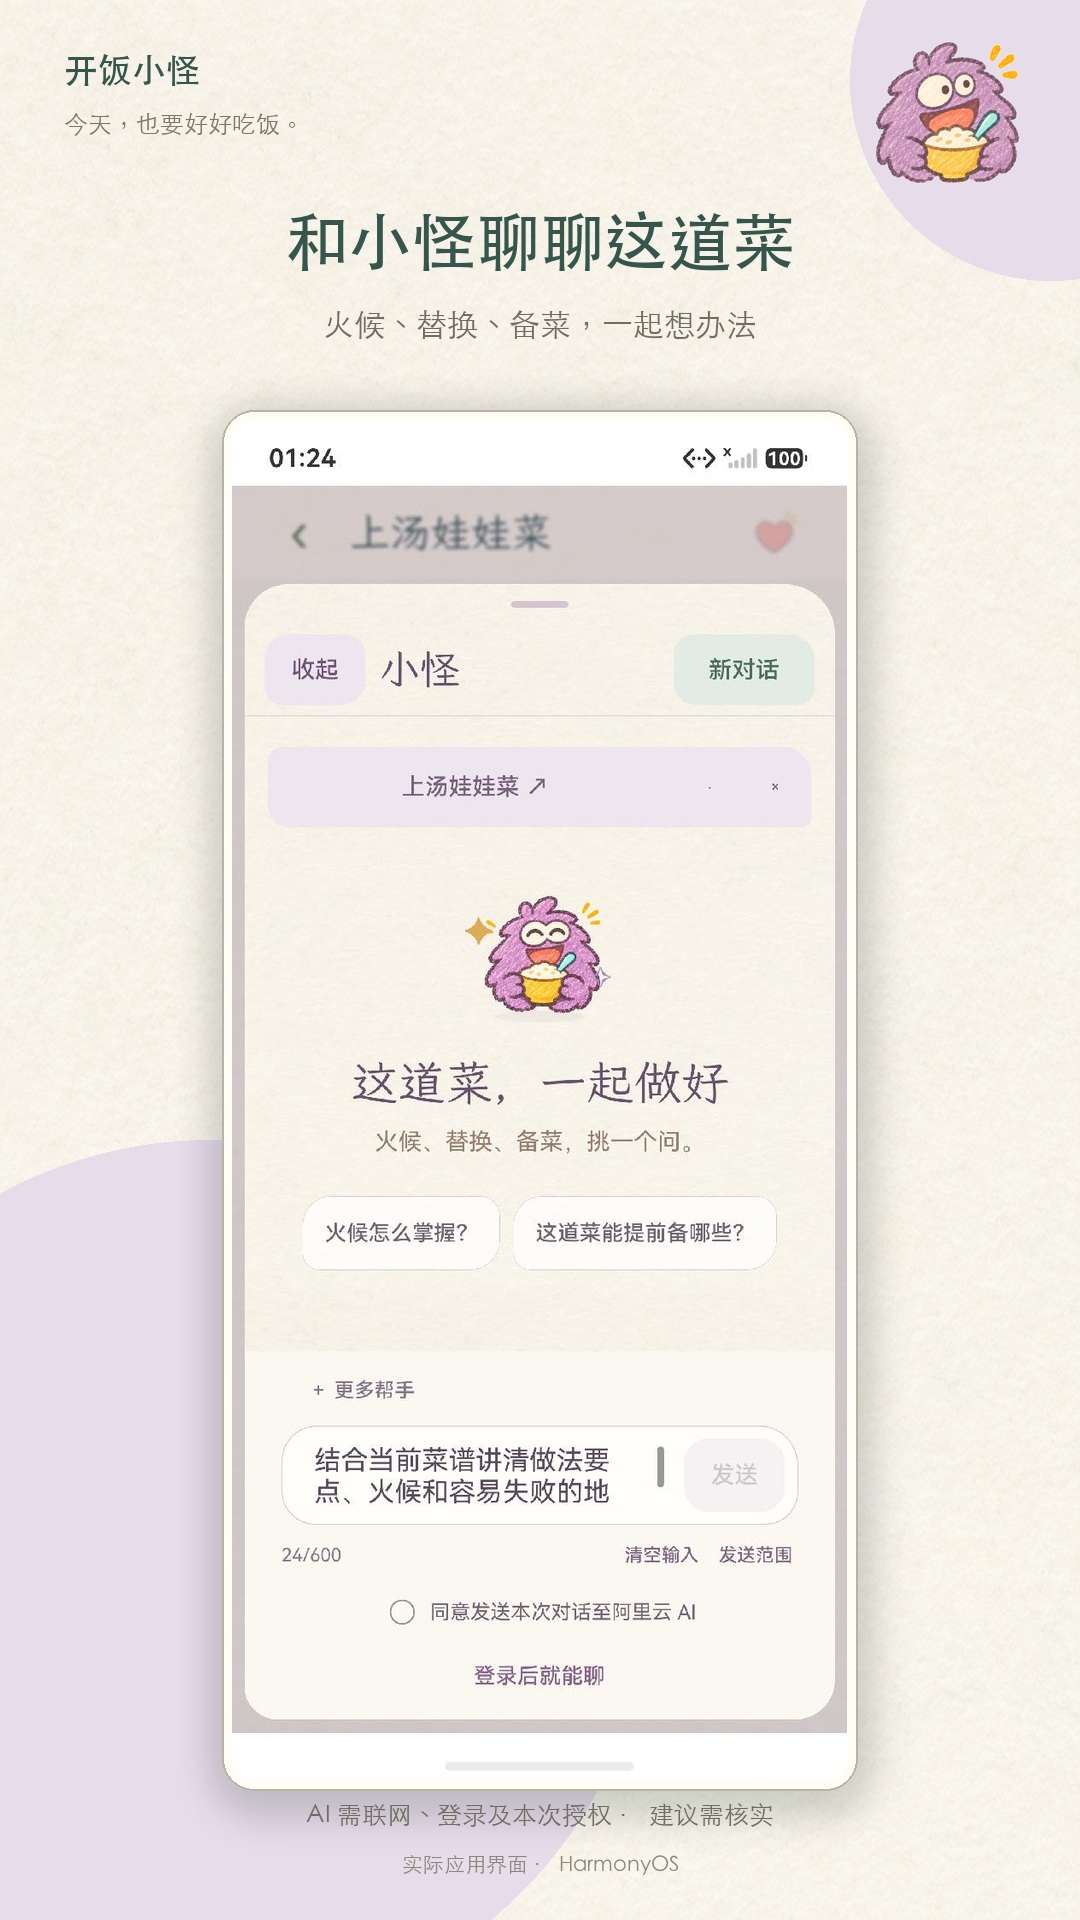 开饭小怪
今天，也要好好吃饭。
和小怪聊聊这道菜
火候、替换、备菜，一起想办法
01:24
100
上汤娃娃菜
收起
小怪
新对话
上汤娃娃菜 ↗ · ×
这道菜，一起做好
火候、替换、备菜，挑一个问。
火候怎么掌握？
这道菜能提前备哪些？
+ 更多帮手
结合当前菜谱讲清做法要
点、火候和容易失败的地
发送
24/600
清空输入 发送范围
同意发送本次对话至阿里云 AI
登录后就能聊
AI 需联网、登录及本次授权 · 建议需核实
实际应用界面 · HarmonyOS